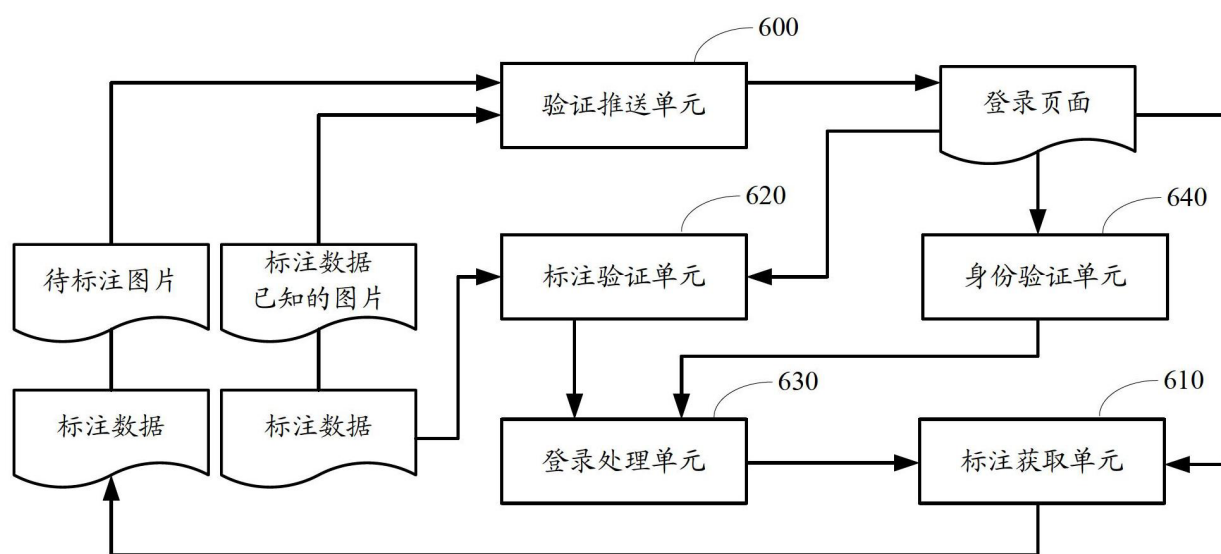 600
验证推送单元
登录页面
620
640
待标注图片
标注数据
已知的图片
标注验证单元
身份验证单元
630
610
标注数据
标注数据
登录处理单元
标注获取单元